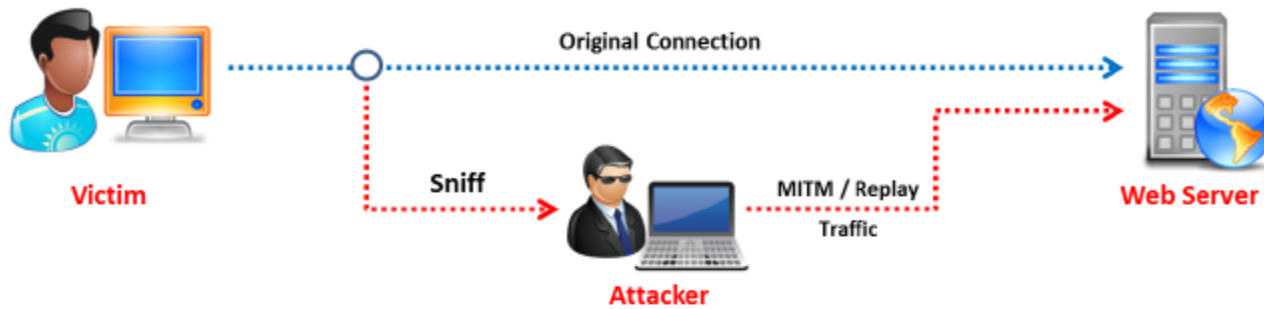 Original Connection
Victim
Sniff
MITM / Replay
Traffic
Web Server
Attacker